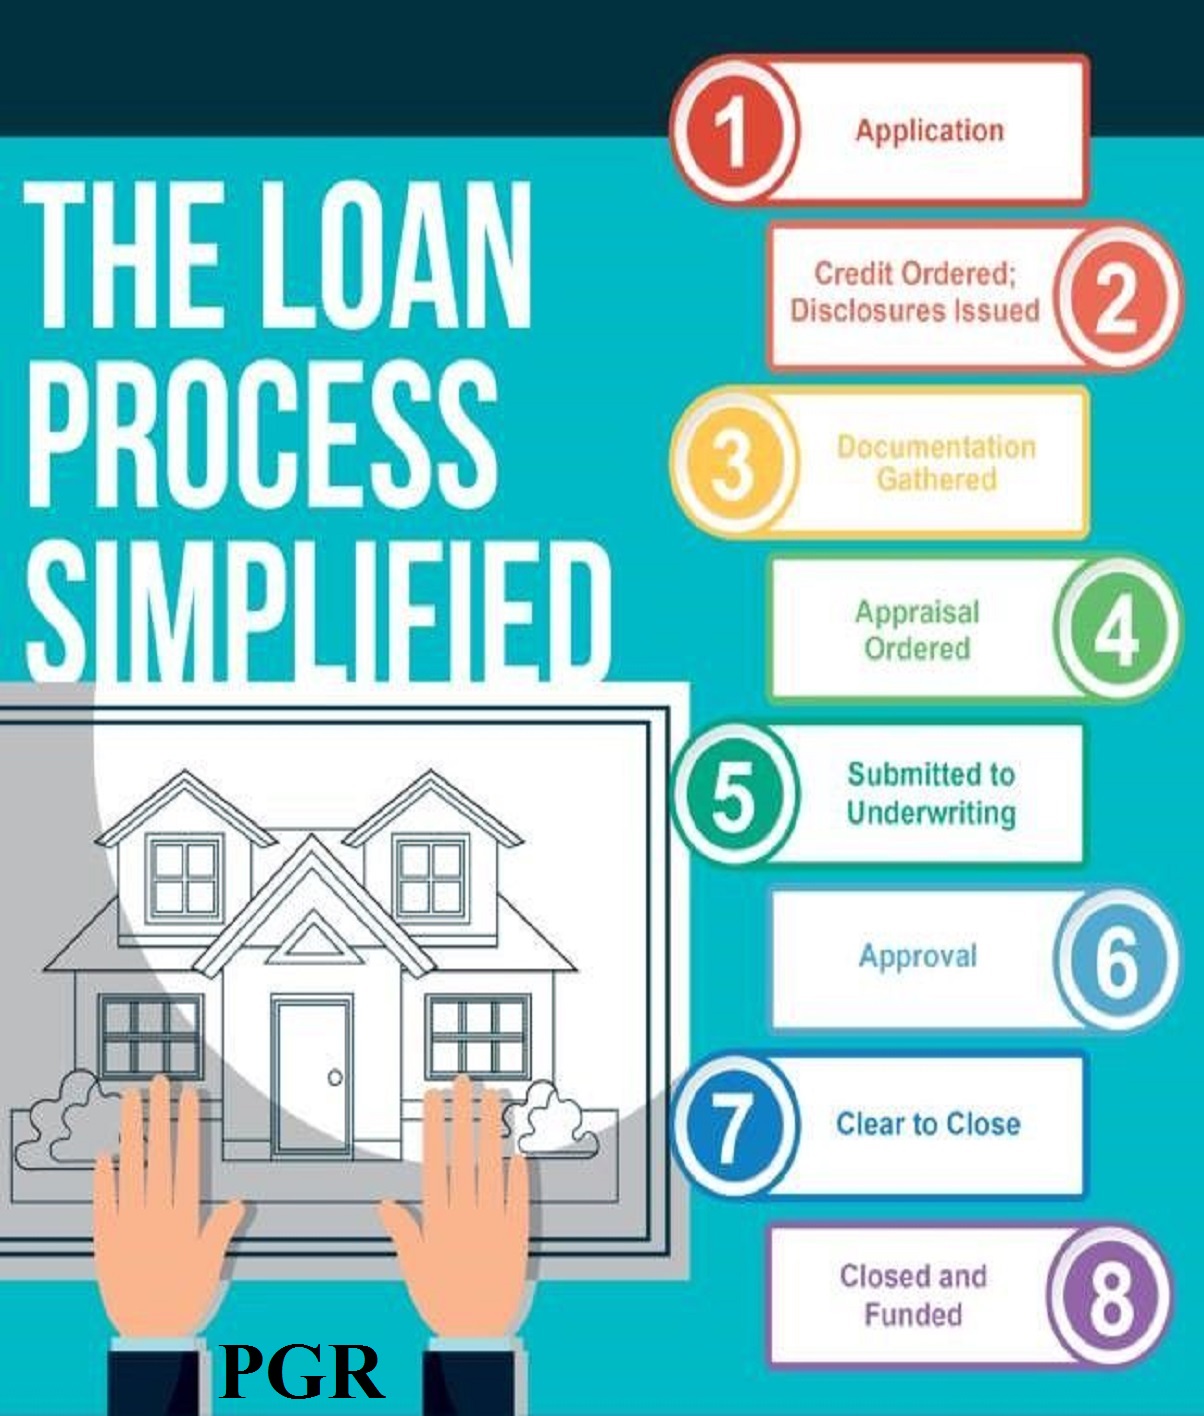 THE LOAN
PROCESS
SIMPLIFIED
1
Application
Credit Ordered;
Disclosures Issued
2
3
Documentation
Gathered
Appraisal
Ordered
4
5
Submitted to
Underwriting
Approval
6
7
Clear to Close
Closed and
Funded
8
PGR